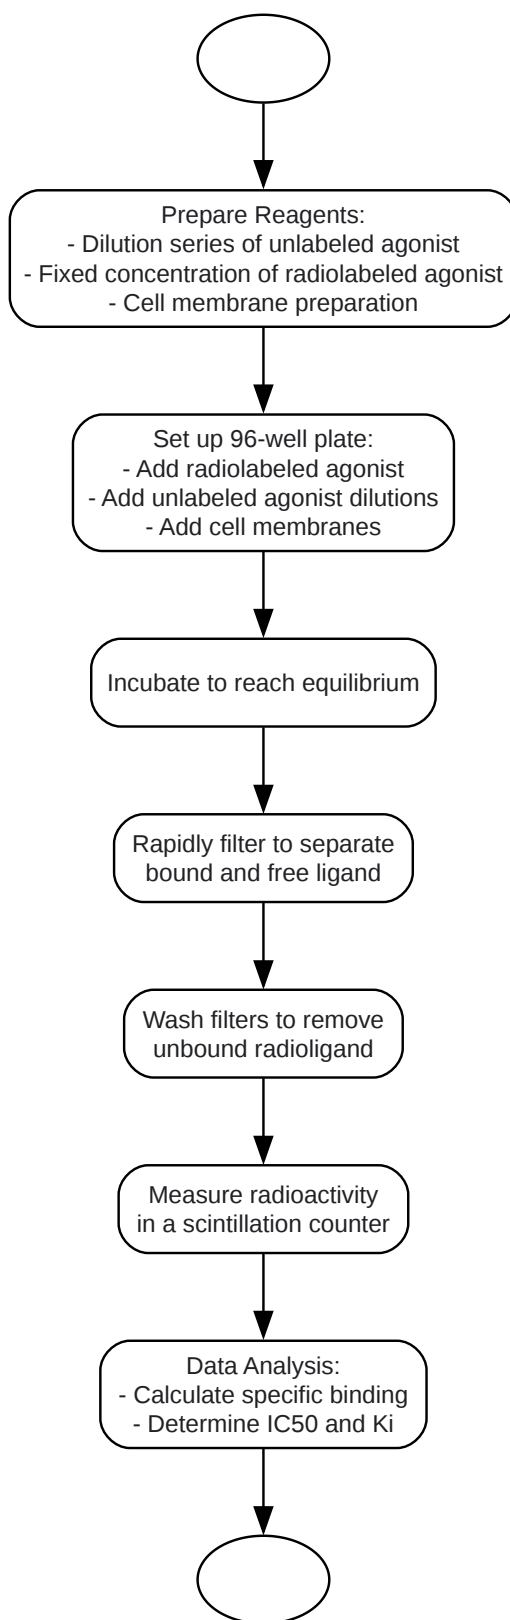 Prepare Reagents:
- Dilution series of unlabeled agonist
- Fixed concentration of radiolabeled agonist
- Cell membrane preparation
Set up 96-well plate:
- Add radiolabeled agonist
- Add unlabeled agonist dilutions
- Add cell membranes
Incubate to reach equilibrium
Rapidly filter to separate
bound and free ligand
Wash filters to remove
unbound radioligand
Measure radioactivity
in a scintillation counter
Data Analysis:
- Calculate specific binding
- Determine IC50 and Ki